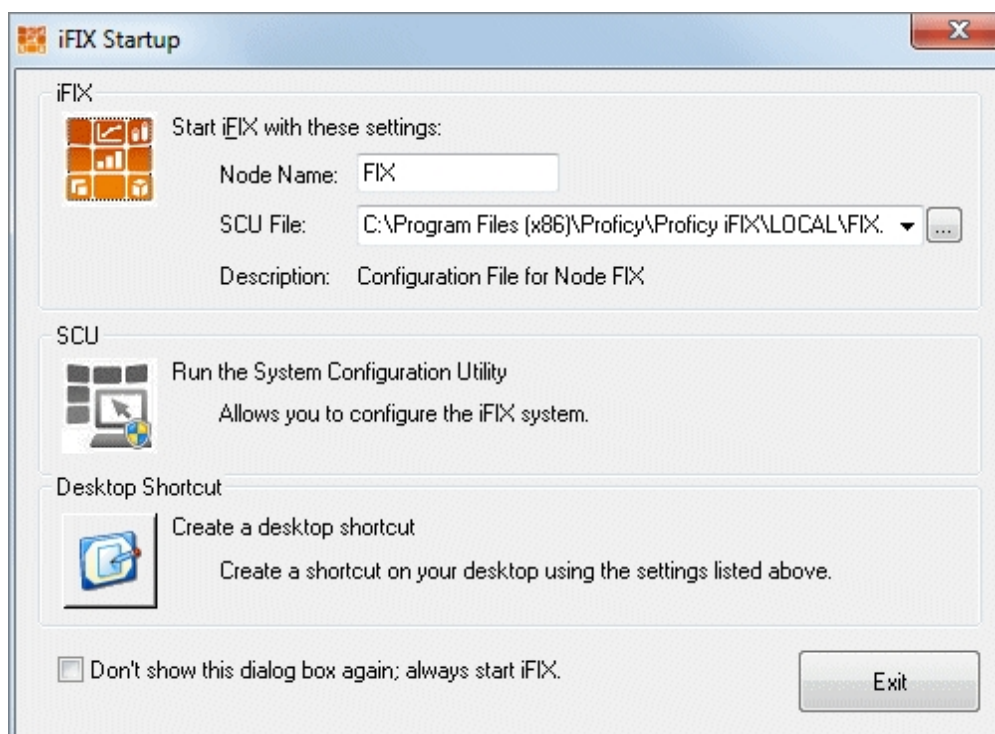 iFIX Startup
iFIX
Start iFIX with these settings:
Node Name: FIX
SCU File: C:\Program Files (x86)\Proficy\Proficy iFIX\LOCAL\FIX. ...
Description: Configuration File for Node FIX
SCU
Run the System Configuration Utility
Allows you to configure the iFIX system.
Desktop Shortcut
Create a desktop shortcut
Create a shortcut on your desktop using the settings listed above.
Don't show this dialog box again; always start iFIX.
Exit